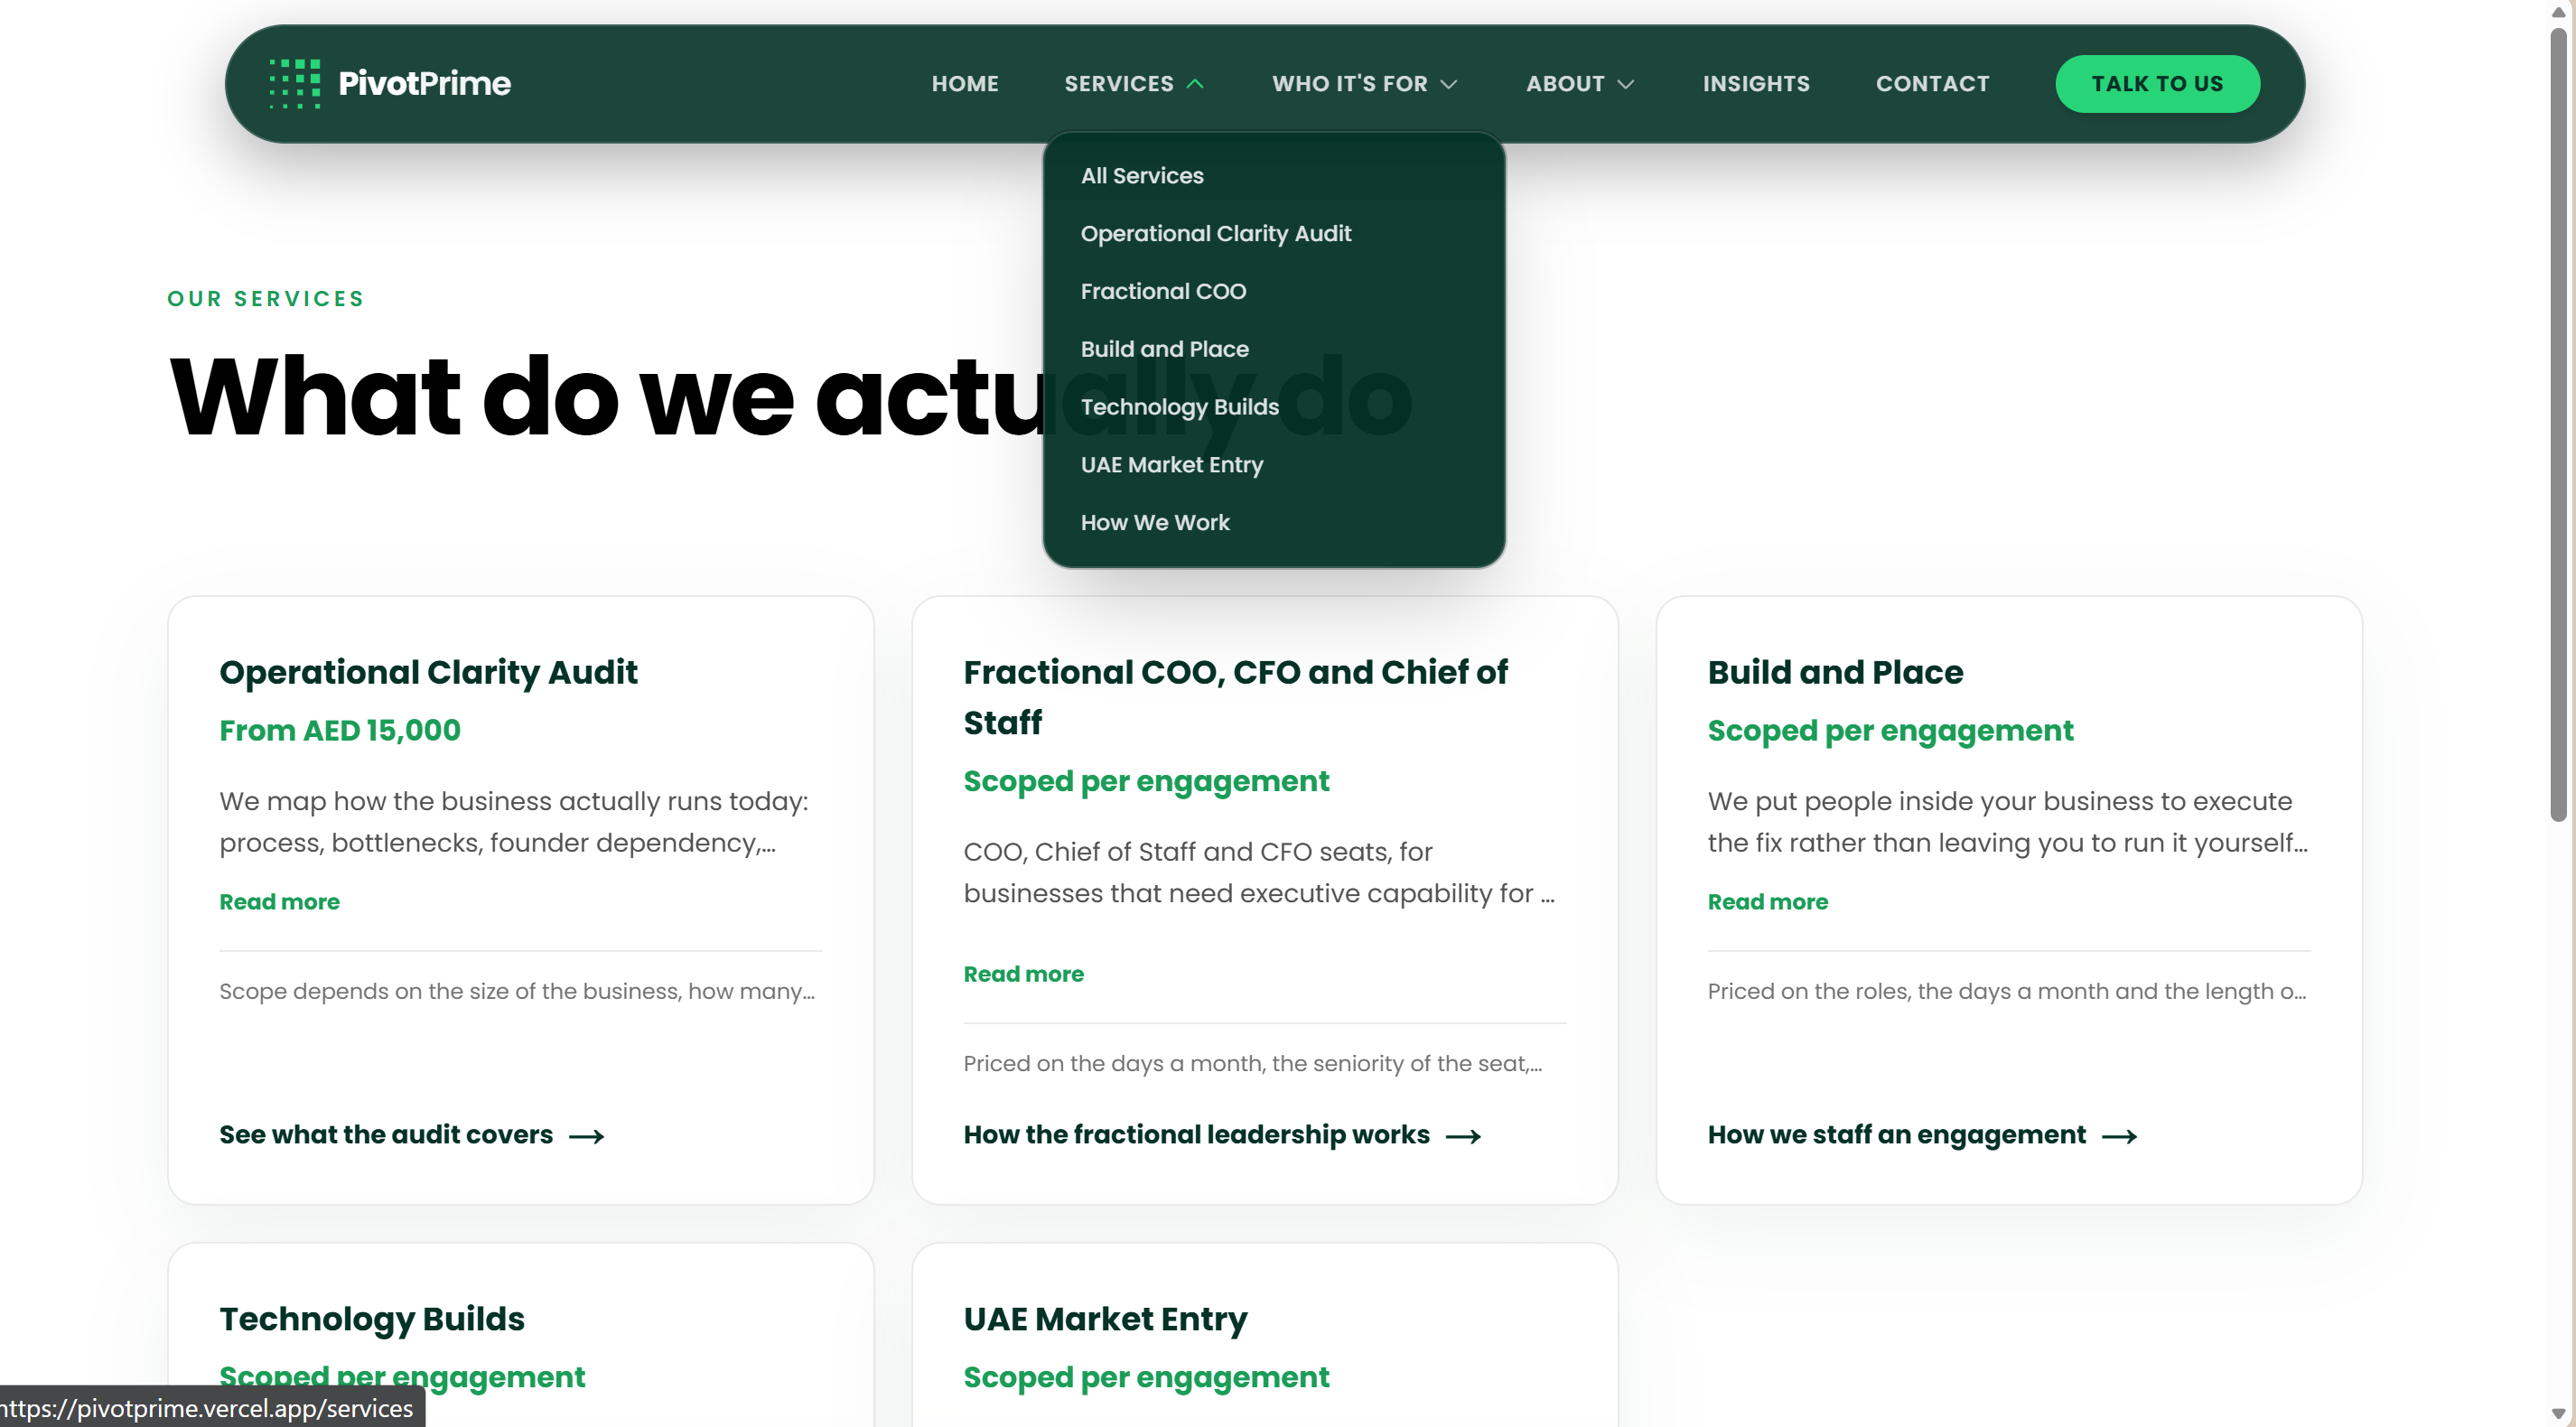 PivotPrime
HOME
SERVICES
WHO IT'S FOR
ABOUT
INSIGHTS
CONTACT
TALK TO US
All Services
Operational Clarity Audit
Fractional COO
Build and Place
Technology Builds
UAE Market Entry
How We Work
OUR SERVICES
What do we actually do
Operational Clarity Audit
From AED 15,000
We map how the business actually runs today:
process, bottlenecks, founder dependency,...
Read more
Scope depends on the size of the business, how many...
See what the audit covers →
Fractional COO, CFO and Chief of
Staff
Scoped per engagement
COO, Chief of Staff and CFO seats, for
businesses that need executive capability for ...
Read more
Priced on the days a month, the seniority of the seat,...
How the fractional leadership works →
Build and Place
Scoped per engagement
We put people inside your business to execute
the fix rather than leaving you to run it yourself...
Read more
Priced on the roles, the days a month and the length o...
How we staff an engagement →
Technology Builds
Scoped per engagement
UAE Market Entry
Scoped per engagement
https://pivotprime.vercel.app/services